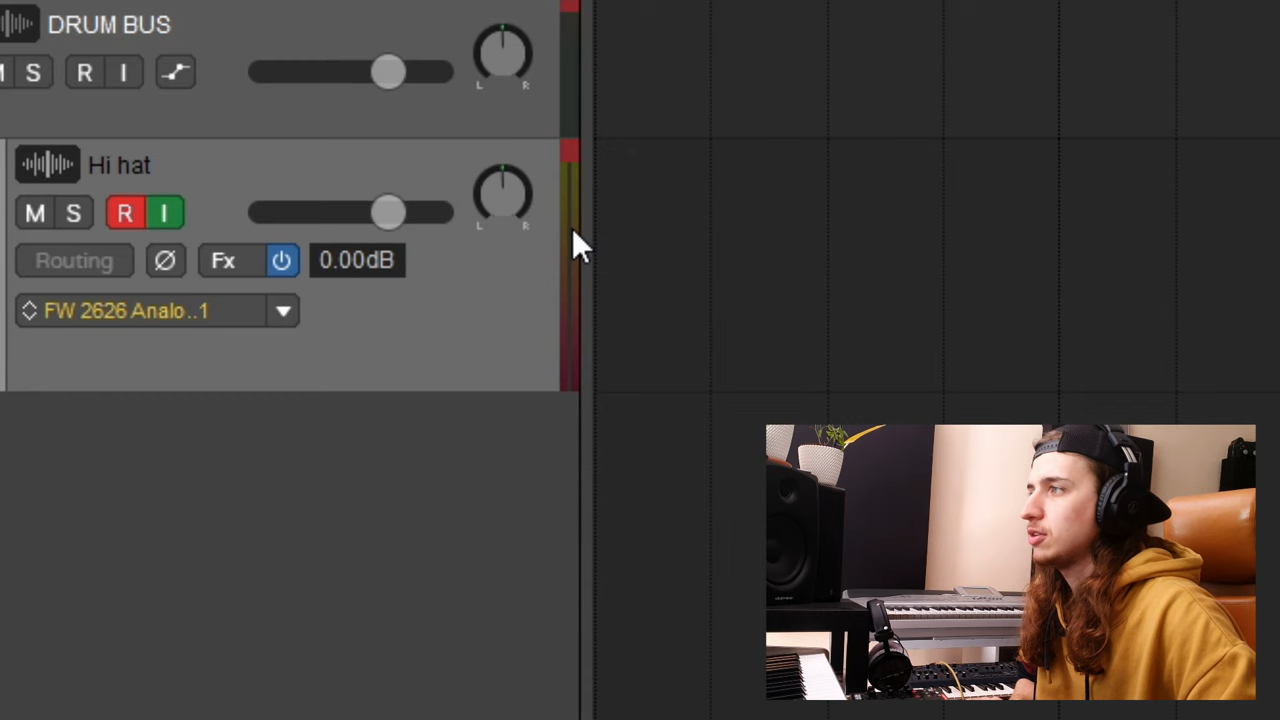 DRUM BUS
M S R I
L R
Hi hat
M S R I
L R
Routing Ø Fx 0.00dB
FW 2626 Analo..1